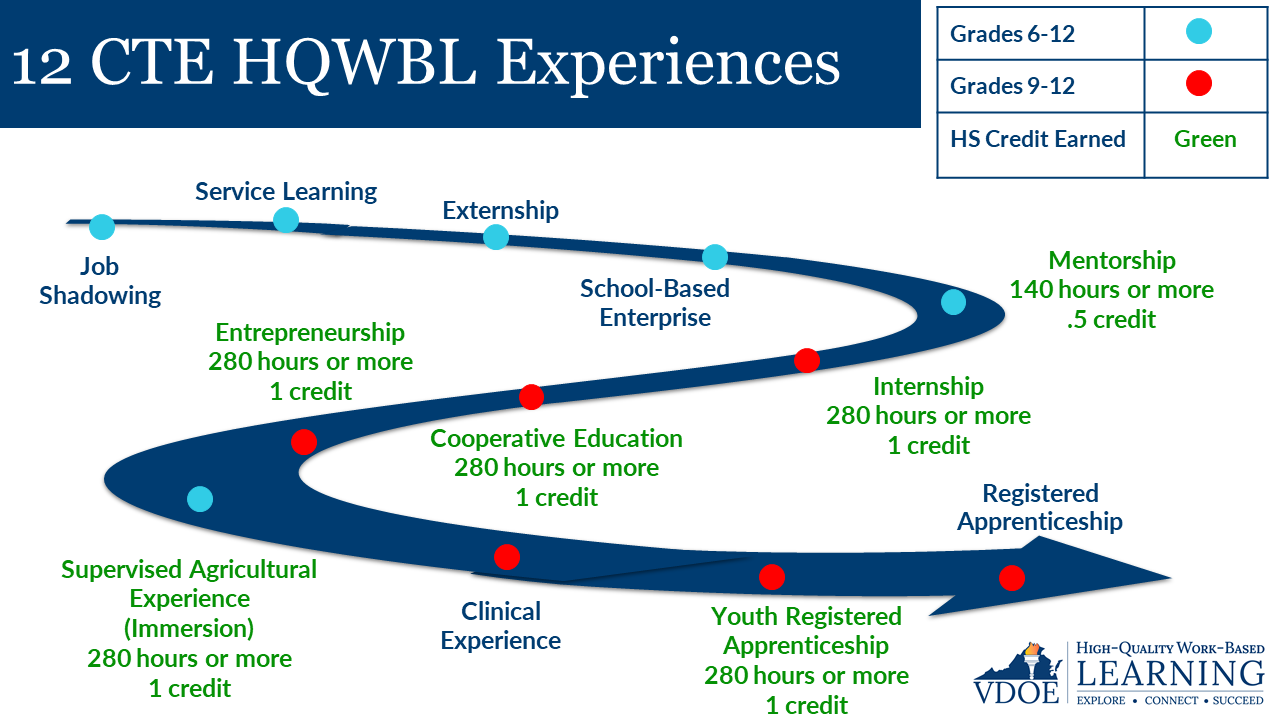 12 CTE HQWBL Experiences
Grades 6-12
Grades 9-12
HS Credit Earned Green
Service Learning
Externship
Job
Shadowing
School-Based
Enterprise
Mentorship
140 hours or more
.5 credit
Internship
280 hours or more
1 credit
Cooperative Education
280 hours or more
1 credit
Entrepreneurship
280 hours or more
1 credit
Supervised Agricultural
Experience
(Immersion)
280 hours or more
1 credit
Clinical
Experience
Youth Registered
Apprenticeship
280 hours or more
1 credit
Registered
Apprenticeship
VDOE
High-Quality Work-Based
LEARNING
EXPLORE • CONNECT • SUCCEED